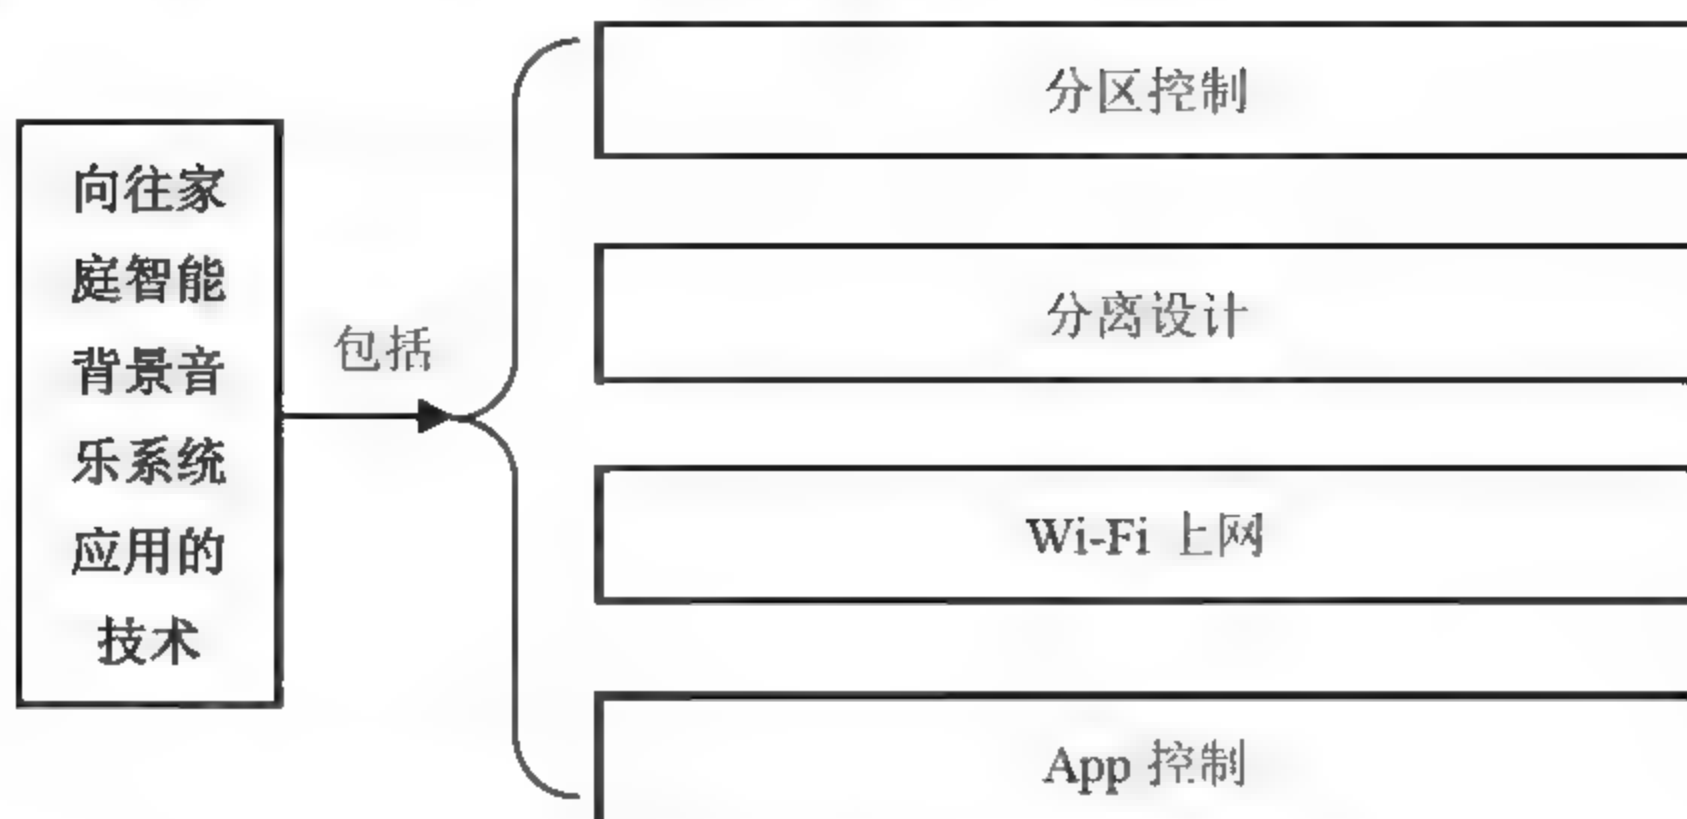 向往家
庭智能
背景音
乐系统
应用的
技术
包括
分区控制
分离设计
Wi-Fi 上网
App 控制